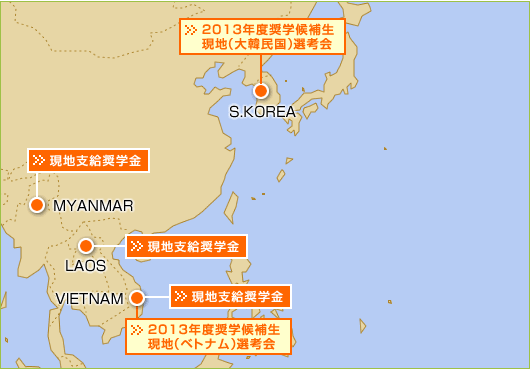 2013年度奨学候補生
現地(大韓民国)選考会
S.KOREA
現地支給奨学金
MYANMAR
現地支給奨学金
LAOS
現地支給奨学金
VIETNAM
2013年度奨学候補生
現地(ベトナム)選考会